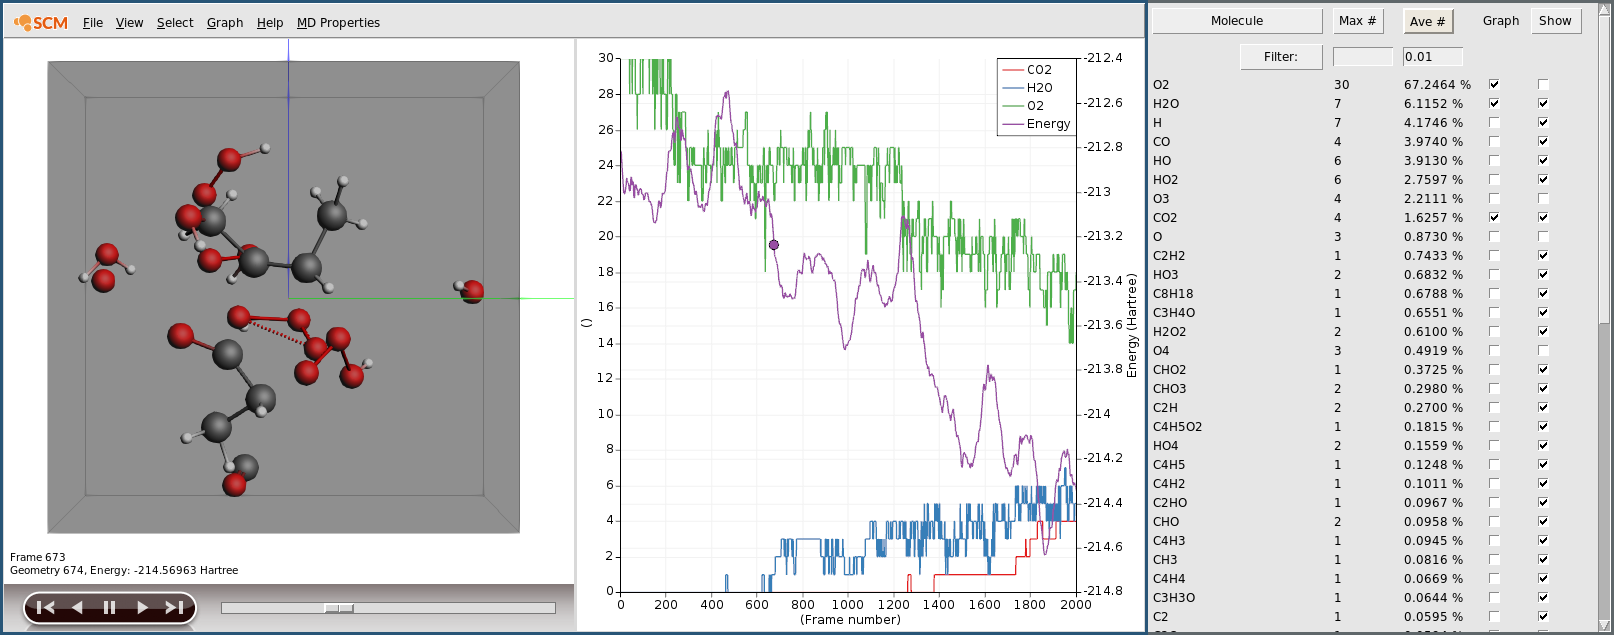 SCM File View Select Graph Help MD Properties
Frame 673
Geometry 674, Energy: -214.56963 Hartree
30
28
26
24
22
20
18
16
14
12
10
8
6
4
2
0
()
0 200 400 600 800 1000 1200 1400 1600 1800 2000
(Frame number)
CO2
H2O
O2
Energy
-212.4
-212.6
-212.8
-213
-213.2
-213.4
-213.6
-213.8
-214
-214.2
-214.4
-214.6
-214.8
Energy (Hartree)
Molecule Max # Ave # Graph Show
Filter: 0.01
O2 30 67.2464 %
H2O 7 6.1152 %
H 7 4.1746 %
CO 4 3.9740 %
HO 6 3.9130 %
HO2 6 2.7597 %
O3 4 2.2111 %
CO2 4 1.6257 %
O 3 0.8730 %
C2H2 1 0.7433 %
HO3 2 0.6832 %
C8H18 1 0.6788 %
C3H4O 1 0.6551 %
H2O2 2 0.6100 %
O4 3 0.4919 %
CHO2 1 0.3725 %
CHO3 2 0.2980 %
C2H 2 0.2700 %
C4H5O2 1 0.1815 %
HO4 2 0.1559 %
C4H5 1 0.1248 %
C4H2 1 0.1011 %
C2HO 1 0.0967 %
CHO 2 0.0958 %
C4H3 1 0.0945 %
CH3 1 0.0816 %
C4H4 1 0.0669 %
C3H3O 1 0.0644 %
C2 1 0.0595 %